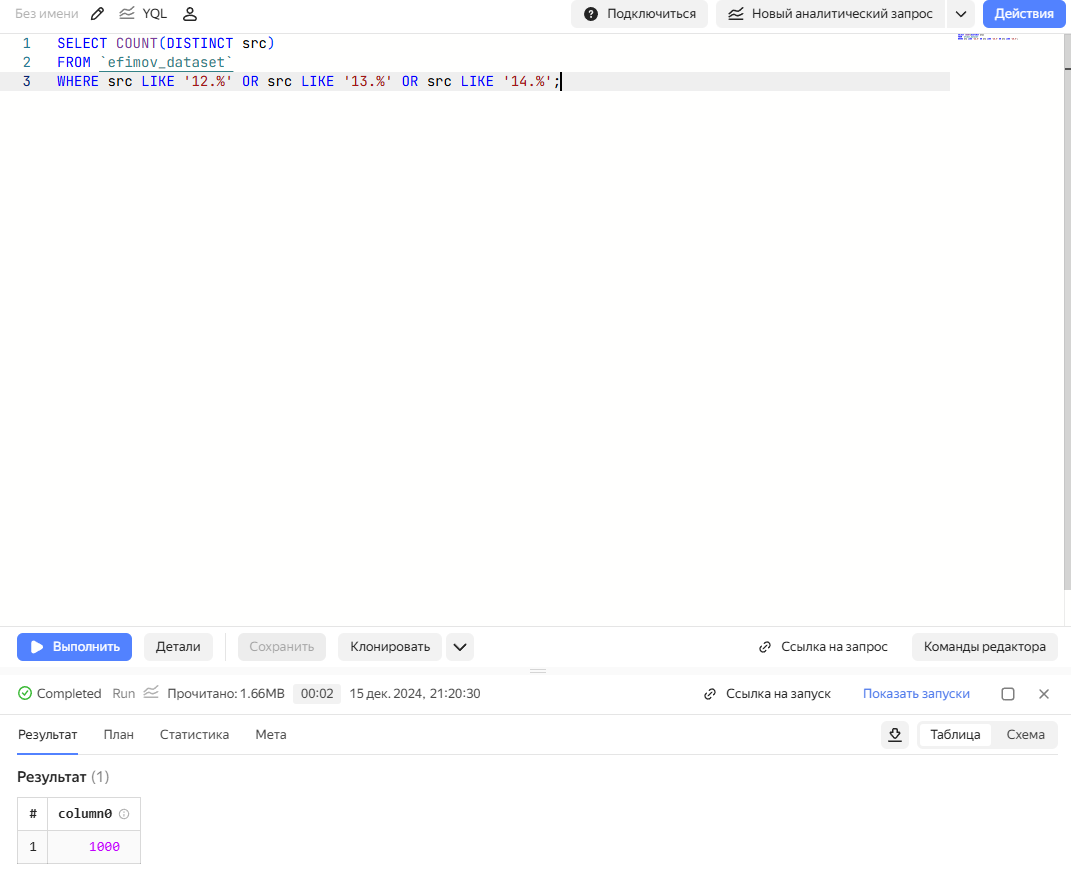 Без имени YQL Подключиться Новый аналитический запрос Действия
1 SELECT COUNT(DISTINCT src)
2 FROM `efimov_dataset`
3 WHERE src LIKE '12.%' OR src LIKE '13.%' OR src LIKE '14.%';
Выполнить Детали Сохранить Клонировать Ссылка на запрос Команды редактора
Completed Run Прочитано: 1.66MB 00:02 15 дек. 2024, 21:20:30 Ссылка на запуск Показать запуски
Результат План Статистика Мета Таблица Схема
Результат (1)
# column0
1 1000